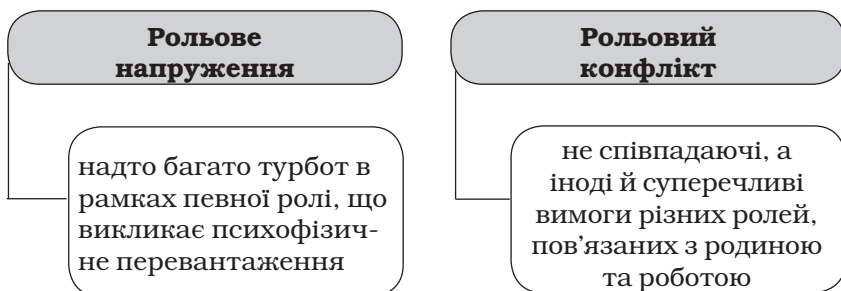 Рольове
напруження
надто багато турбот в
рамках певної ролі, що
викликає психофізич-
не перевантаження
Рольовий
конфлікт
не співпадаючі, а
іноді й суперечливі
вимоги різних ролей,
пов’язаних з родиною
та роботою